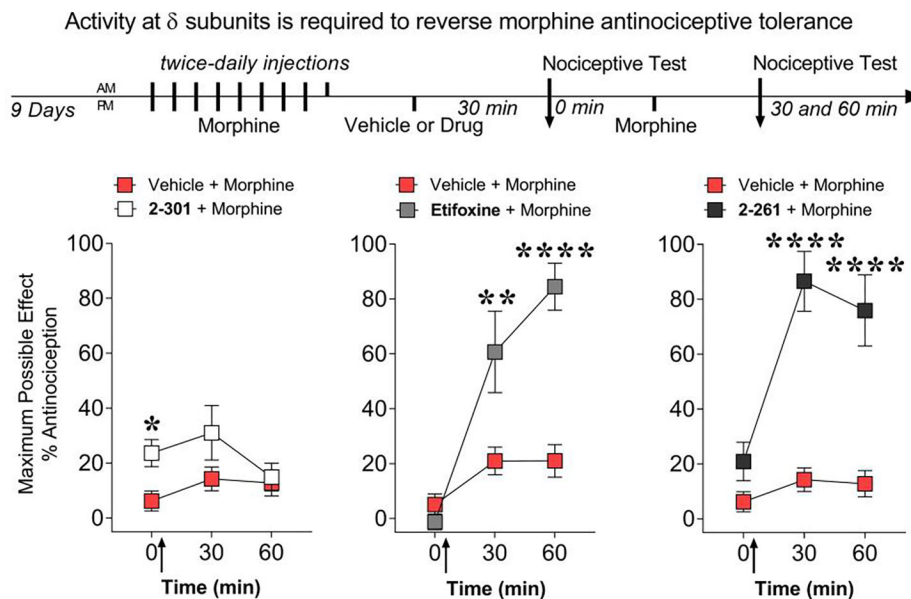 Activity at δ subunits is required to reverse morphine antinociceptive tolerance
twice-daily injections
Nociceptive Test
Nociceptive Test
AM
9 Days
PM
30 min
0 min
30 and 60 min
Morphine
Vehicle or Drug
Morphine
Vehicle + Morphine
2-301 + Morphine
Maximum Possible Effect
% Antinociception
100
80
60
40
20
0
*
0
30
60
Time (min)
Vehicle + Morphine
Etifoxine + Morphine
100
80
60
40
20
0
**
****
0
30
60
Time (min)
Vehicle + Morphine
2-261 + Morphine
100
80
60
40
20
0
****
****
0
30
60
Time (min)